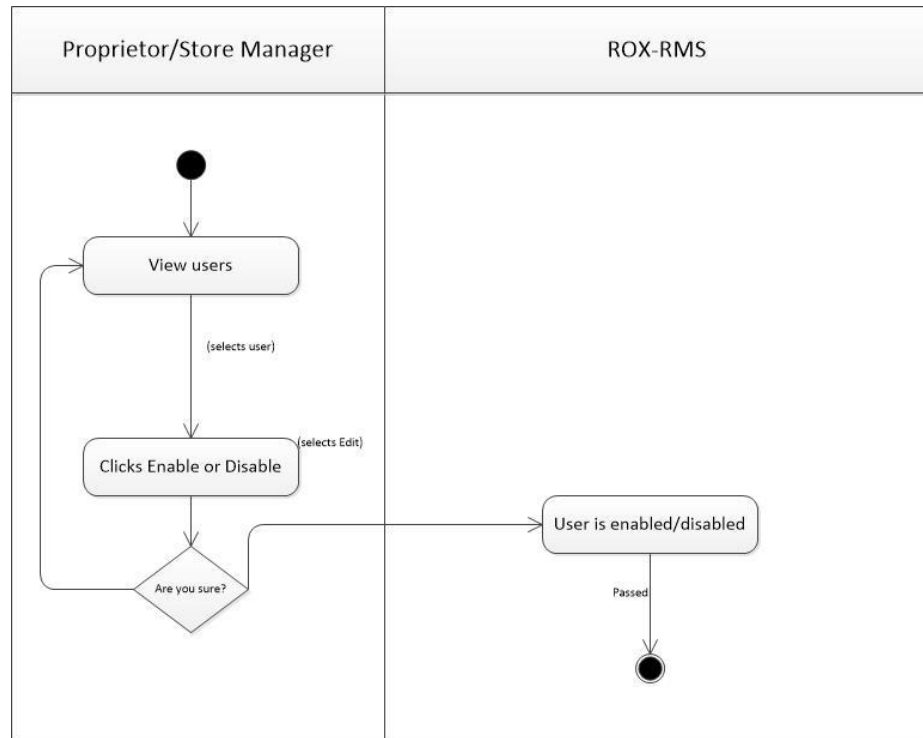 Proprietor/Store Manager
ROX-RMS
View users
(selects user)
(selects Edit)
Clicks Enable or Disable
User is enabled/disabled
Are you sure?
Passed